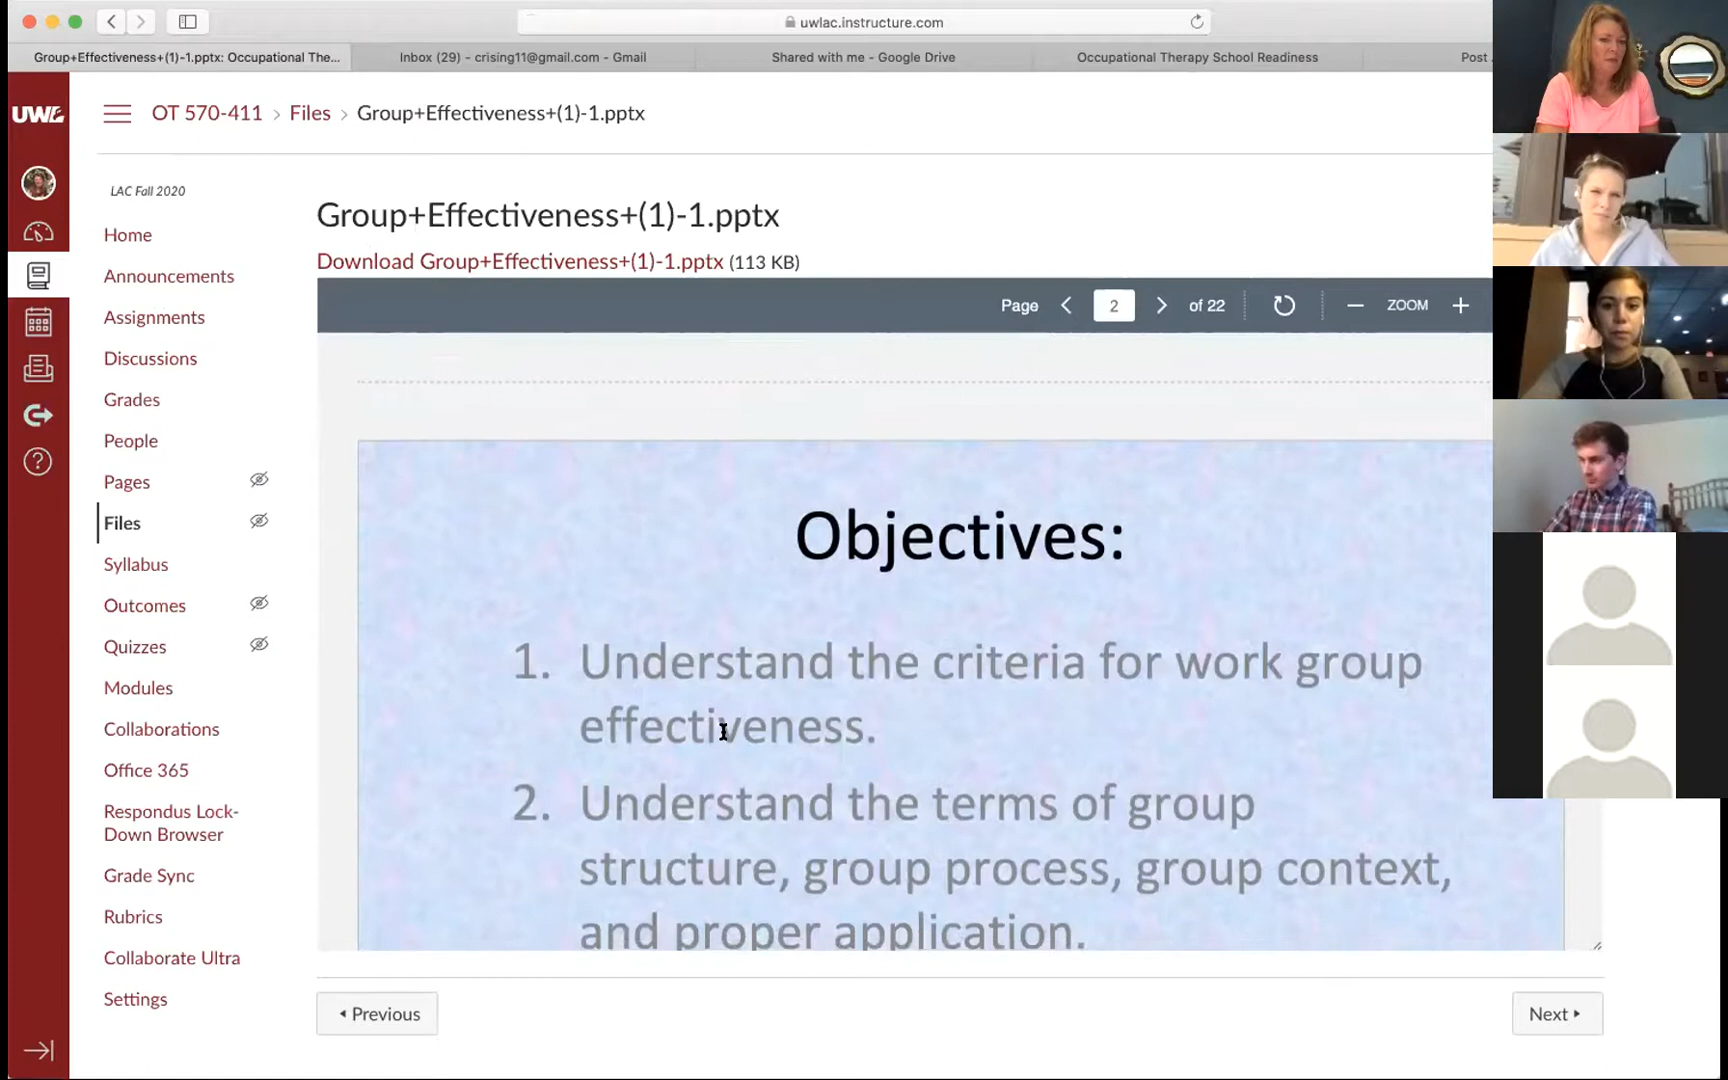 uwlac.instructure.com
Group+Effectiveness+(1)-1.pptx: Occupational The...
Inbox (29) - crising11@gmail.com - Gmail
Shared with me - Google Drive
Occupational Therapy School Readiness
Post
UWL
OT 570-411 > Files > Group+Effectiveness+(1)-1.pptx
LAC Fall 2020
Home
Announcements
Assignments
Discussions
Grades
People
Pages
Files
Syllabus
Outcomes
Quizzes
Modules
Collaborations
Office 365
Respondus Lock-
Down Browser
Grade Sync
Rubrics
Collaborate Ultra
Settings
Group+Effectiveness+(1)-1.pptx
Download Group+Effectiveness+(1)-1.pptx (113 KB)
Page < 2 > of 22 — ZOOM +
Objectives:
1. Understand the criteria for work group
effectiveness.
2. Understand the terms of group
structure, group process, group context,
and proper application.
Previous
Next